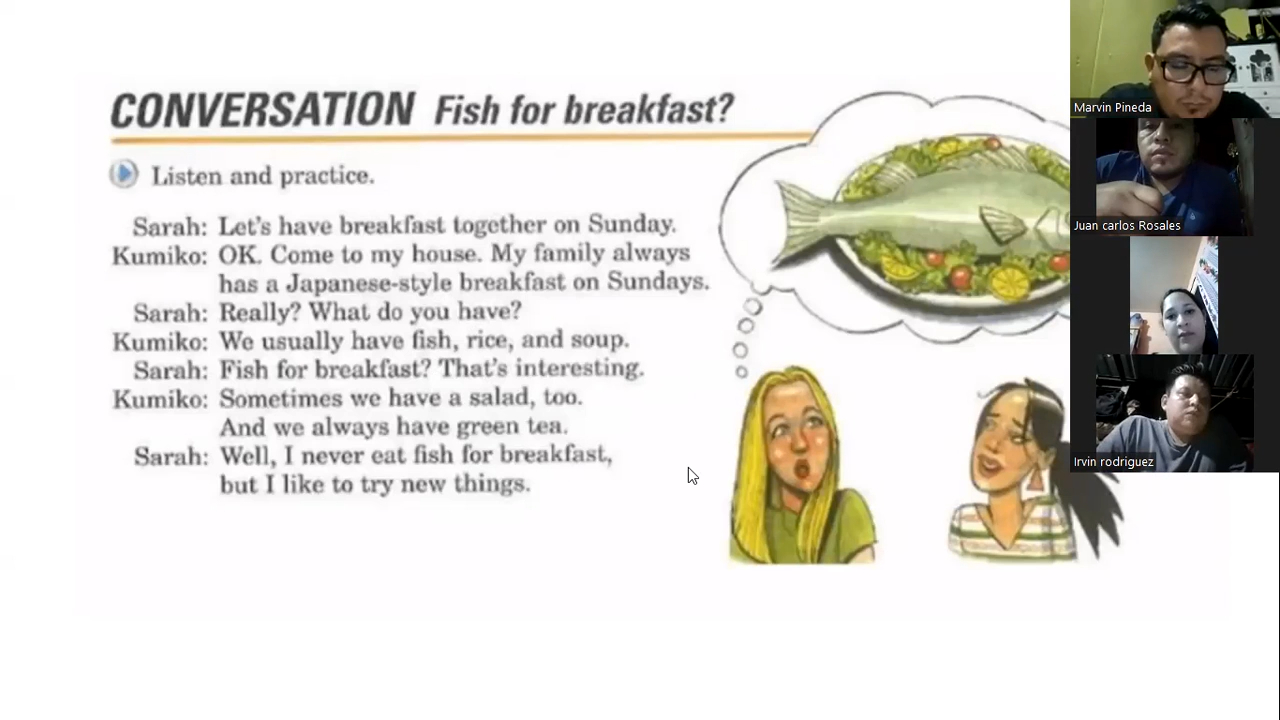 CONVERSATION Fish for breakfast?
Listen and practice.
Sarah: Let's have breakfast together on Sunday.
Kumiko: OK. Come to my house. My family always
has a Japanese-style breakfast on Sundays.
Sarah: Really? What do you have?
Kumiko: We usually have fish, rice, and soup.
Sarah: Fish for breakfast? That's interesting.
Kumiko: Sometimes we have a salad, too.
And we always have green tea.
Sarah: Well, I never eat fish for breakfast,
but I like to try new things.
Marvin Pineda
Juan carlos Rosales
Irvin rodriguez